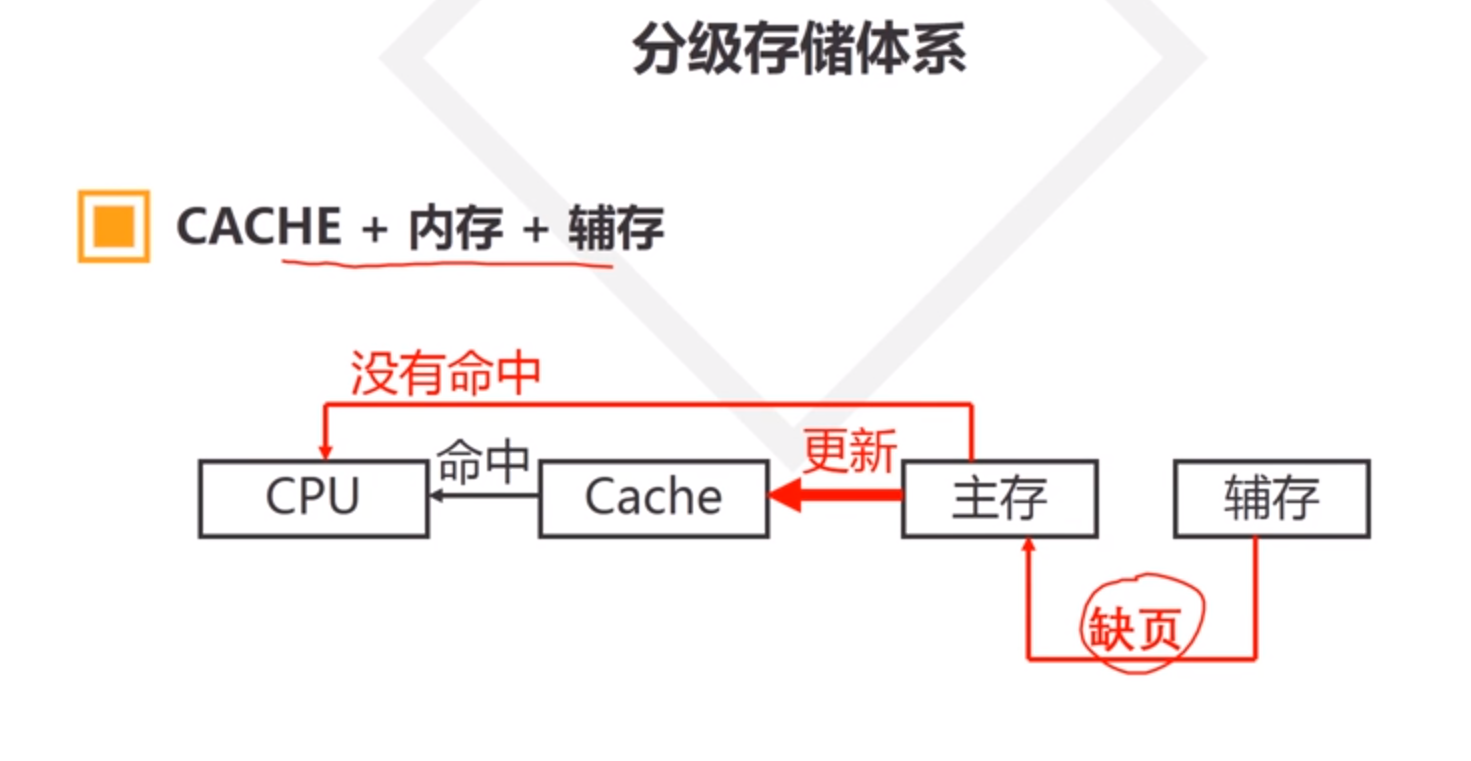 分级存储体系
CACHE + 内存 + 辅存
没有命中
命中
更新
CPU
Cache
主存
辅存
缺页